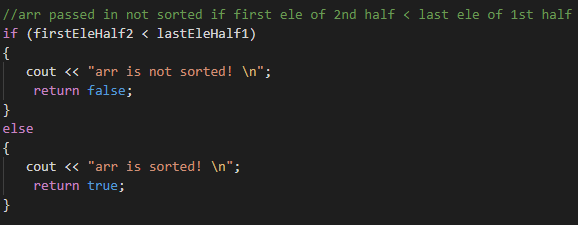 //arr passed in not sorted if first ele of 2nd half < last ele of 1st half
if (firstEleHalf2 < lastEleHalf1)
{
cout << "arr is not sorted! \n";
return false;
}
else
{
cout << "arr is sorted! \n";
return true;
}